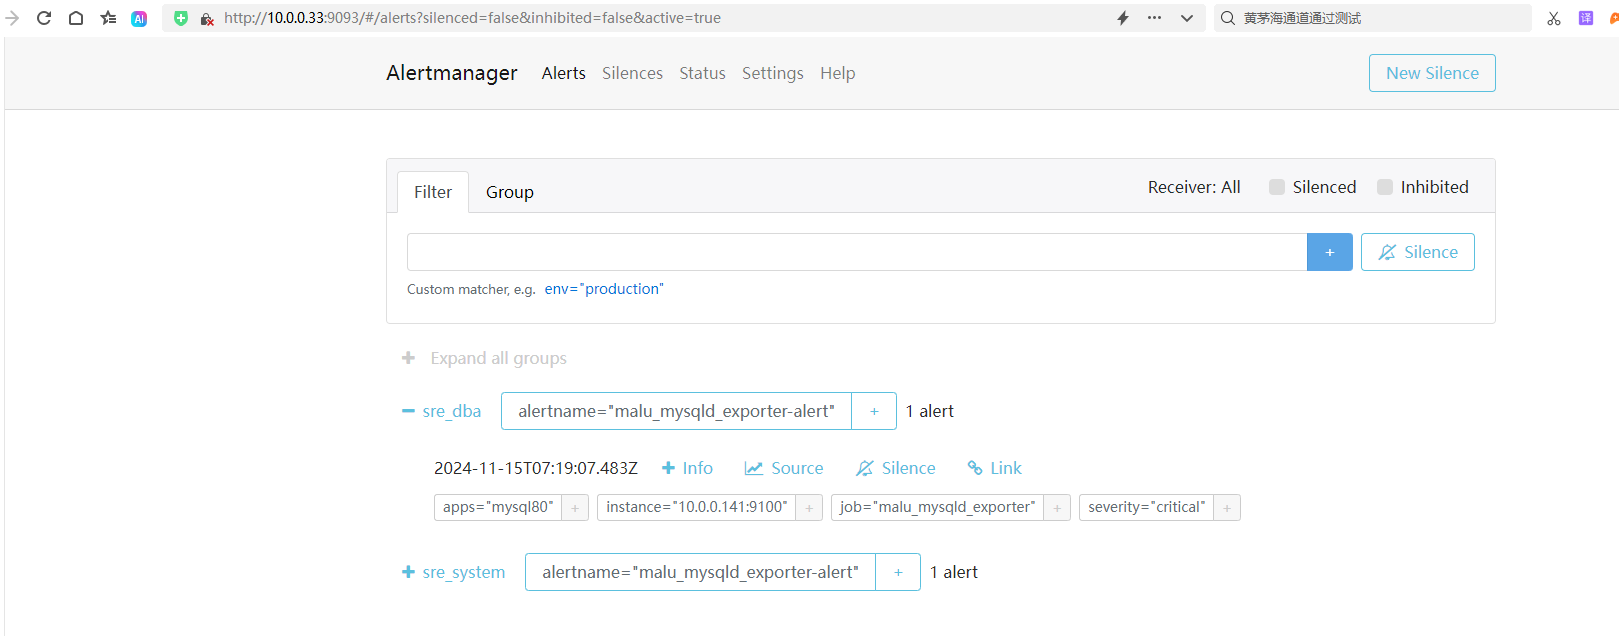 AI http://10.0.0.33:9093/#/alerts?silenced=false&inhibited=false&active=true 黄茅海通道通过测试 译
Alertmanager Alerts Silences Status Settings Help New Silence
Filter Group Receiver: All Silenced Inhibited
+ Silence
Custom matcher, e.g. env="production"
+ Expand all groups
− sre_dba alertname="malu_mysqld_exporter-alert" + 1 alert
2024-11-15T07:19:07.483Z + Info Source Silence Link
apps="mysql80" + instance="10.0.0.141:9100" + job="malu_mysqld_exporter" + severity="critical" +
+ sre_system alertname="malu_mysqld_exporter-alert" + 1 alert